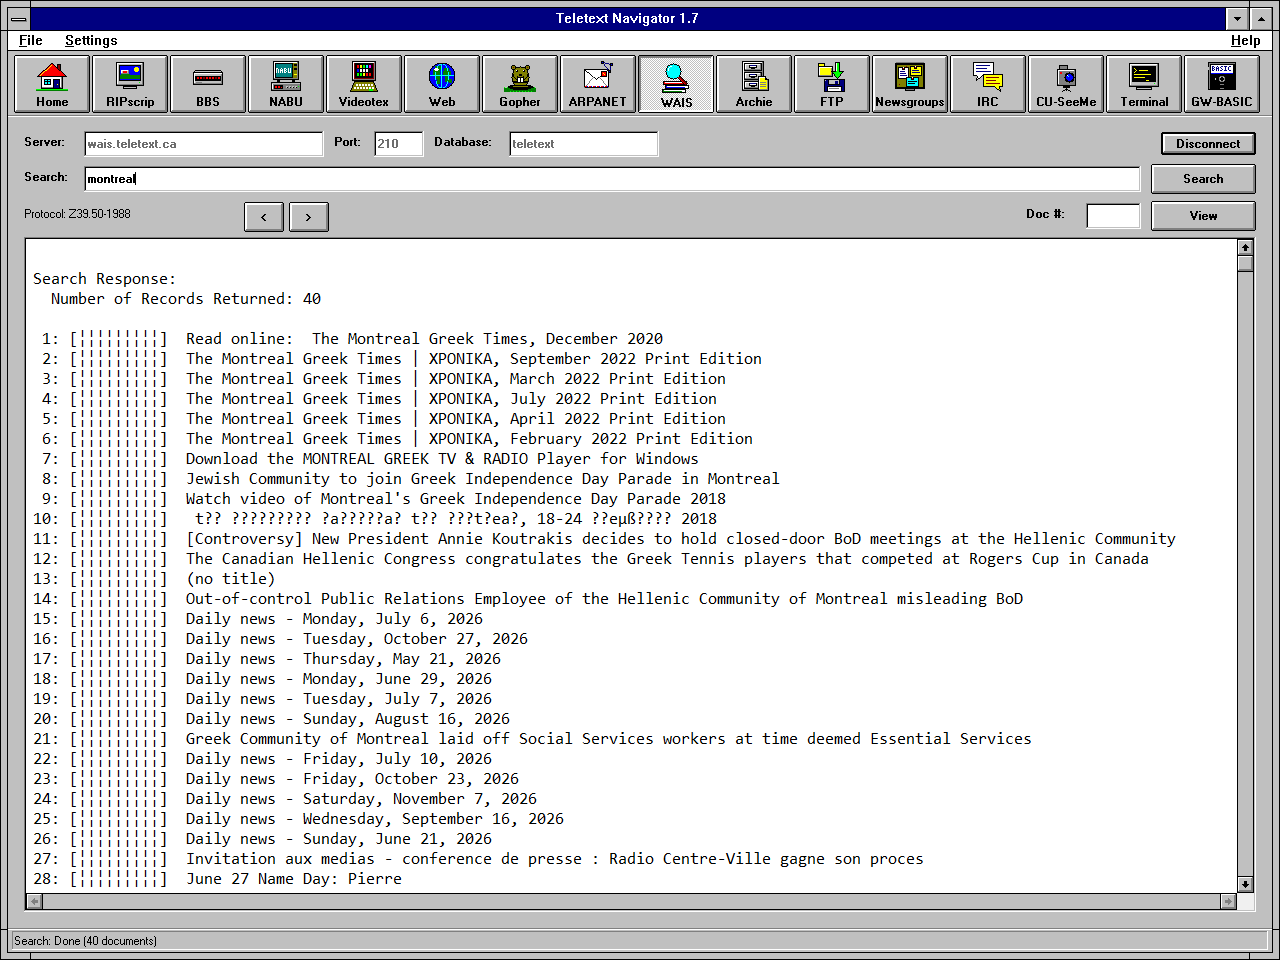 Teletext Navigator 1.7
File Settings Help
Home RIPscrip BBS NABU Videotex Web Gopher ARPANET WAIS Archie FTP Newsgroups IRC CU-SeeMe Terminal GW-BASIC
Server: wais.teletext.ca Port: 210 Database: teletext Disconnect
Search: montreal Search
Protocol: Z39.50-1988 < > Doc #: View
Search Response:
Number of Records Returned: 40
1: [¦¦¦¦¦¦¦¦¦] Read online: The Montreal Greek Times, December 2020
2: [¦¦¦¦¦¦¦¦¦] The Montreal Greek Times | ΧΡΟΝΙΚΑ, September 2022 Print Edition
3: [¦¦¦¦¦¦¦¦¦] The Montreal Greek Times | ΧΡΟΝΙΚΑ, March 2022 Print Edition
4: [¦¦¦¦¦¦¦¦¦] The Montreal Greek Times | ΧΡΟΝΙΚΑ, July 2022 Print Edition
5: [¦¦¦¦¦¦¦¦¦] The Montreal Greek Times | ΧΡΟΝΙΚΑ, April 2022 Print Edition
6: [¦¦¦¦¦¦¦¦¦] The Montreal Greek Times | ΧΡΟΝΙΚΑ, February 2022 Print Edition
7: [¦¦¦¦¦¦¦¦¦] Download the MONTREAL GREEK TV & RADIO Player for Windows
8: [¦¦¦¦¦¦¦¦¦] Jewish Community to join Greek Independence Day Parade in Montreal
9: [¦¦¦¦¦¦¦¦¦] Watch video of Montreal's Greek Independence Day Parade 2018
10: [¦¦¦¦¦¦¦¦¦] t?? ????????? ?a?????a? t?? ???t?ea?, 18-24 ??eµß???? 2018
11: [¦¦¦¦¦¦¦¦¦] [Controversy] New President Annie Koutrakis decides to hold closed-door BoD meetings at the Hellenic Community
12: [¦¦¦¦¦¦¦¦¦] The Canadian Hellenic Congress congratulates the Greek Tennis players that competed at Rogers Cup in Canada
13: [¦¦¦¦¦¦¦¦¦] (no title)
14: [¦¦¦¦¦¦¦¦¦] Out-of-control Public Relations Employee of the Hellenic Community of Montreal misleading BoD
15: [¦¦¦¦¦¦¦¦¦] Daily news - Monday, July 6, 2026
16: [¦¦¦¦¦¦¦¦¦] Daily news - Tuesday, October 27, 2026
17: [¦¦¦¦¦¦¦¦¦] Daily news - Thursday, May 21, 2026
18: [¦¦¦¦¦¦¦¦¦] Daily news - Monday, June 29, 2026
19: [¦¦¦¦¦¦¦¦¦] Daily news - Tuesday, July 7, 2026
20: [¦¦¦¦¦¦¦¦¦] Daily news - Sunday, August 16, 2026
21: [¦¦¦¦¦¦¦¦¦] Greek Community of Montreal laid off Social Services workers at time deemed Essential Services
22: [¦¦¦¦¦¦¦¦¦] Daily news - Friday, July 10, 2026
23: [¦¦¦¦¦¦¦¦¦] Daily news - Friday, October 23, 2026
24: [¦¦¦¦¦¦¦¦¦] Daily news - Saturday, November 7, 2026
25: [¦¦¦¦¦¦¦¦¦] Daily news - Wednesday, September 16, 2026
26: [¦¦¦¦¦¦¦¦¦] Daily news - Sunday, June 21, 2026
27: [¦¦¦¦¦¦¦¦¦] Invitation aux medias - conference de presse : Radio Centre-Ville gagne son proces
28: [¦¦¦¦¦¦¦¦¦] June 27 Name Day: Pierre
Search: Done (40 documents)